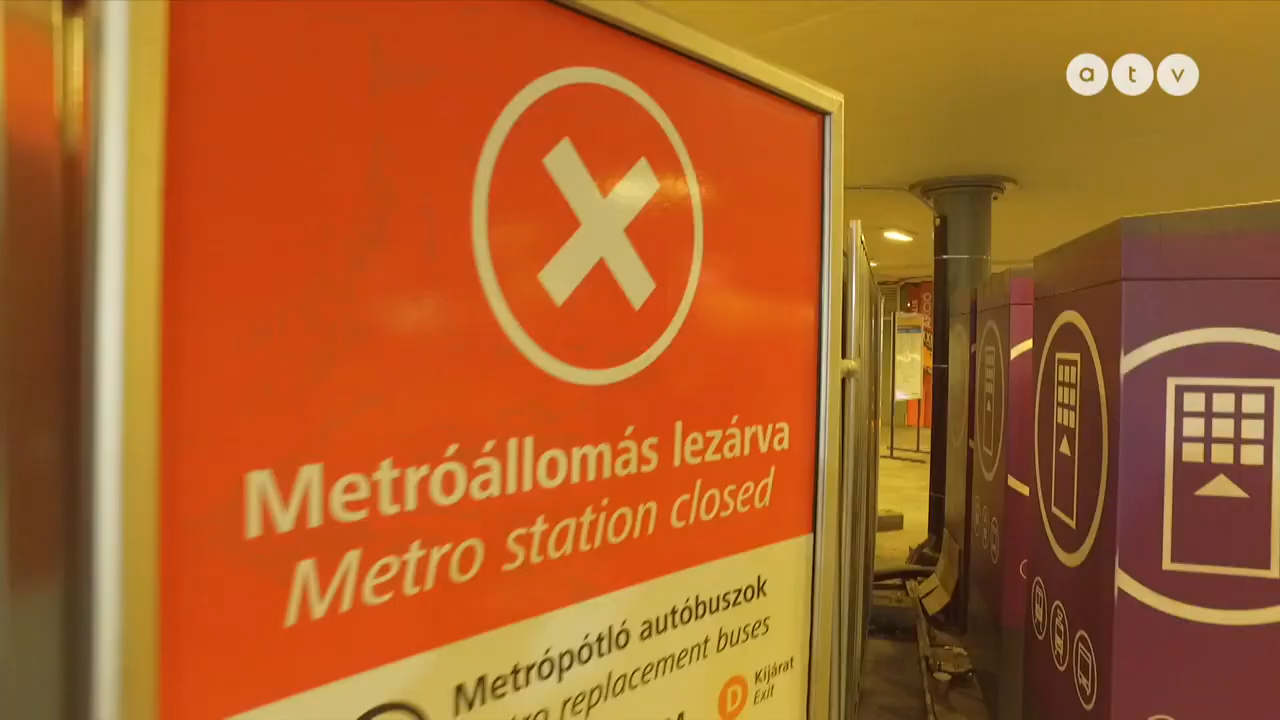 atv
Metróállomás lezárva
Metro station closed
Metrópótló autóbuszok
replacement buses
D
Kijárat
Exit